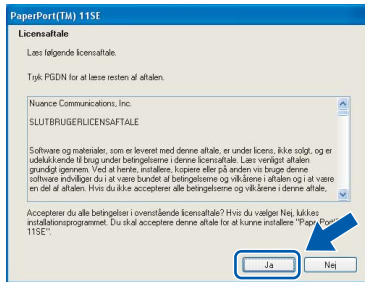 PaperPort(TM) 11SE
Licensaftale
Læs følgende licensaftale.
Tryk PGDN for at læse resten af aftalen.
Nuance Communications, Inc.
SLUTBRUGERLICENSAFTALE
Software og materialer, som er leveret med denne aftale, er under licens, ikke solgt, og er
udelukkende til brug under betingelserne i denne licensaftale. Læs venligst aftalen
grundigt igennem. Ved at hente, installere, kopiere eller på anden vis bruge denne
software indvilliger du i at være bundet af betingelserne og vilkårene i aftalen og i at være
en del af aftalen. Hvis du ikke accepterer alle betingelserne og vilkårene i denne aftale,
Accepterer du alle betingelser i ovenstående licensaftale? Hvis du vælger Nej, lukkes
installationsprogrammet. Du skal acceptere denne aftale for at kunne installere "PaperPort
11SE".
Ja
Nej